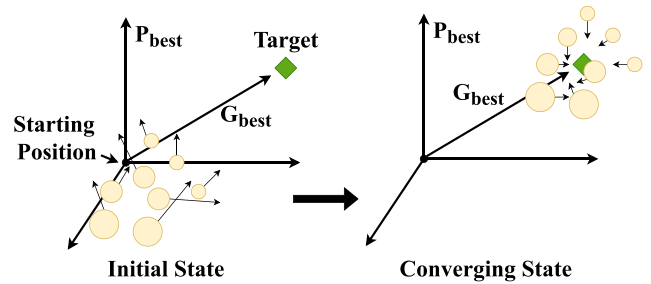 P_best
Target
G_best
Starting
Position
Initial State
P_best
G_best
Converging State